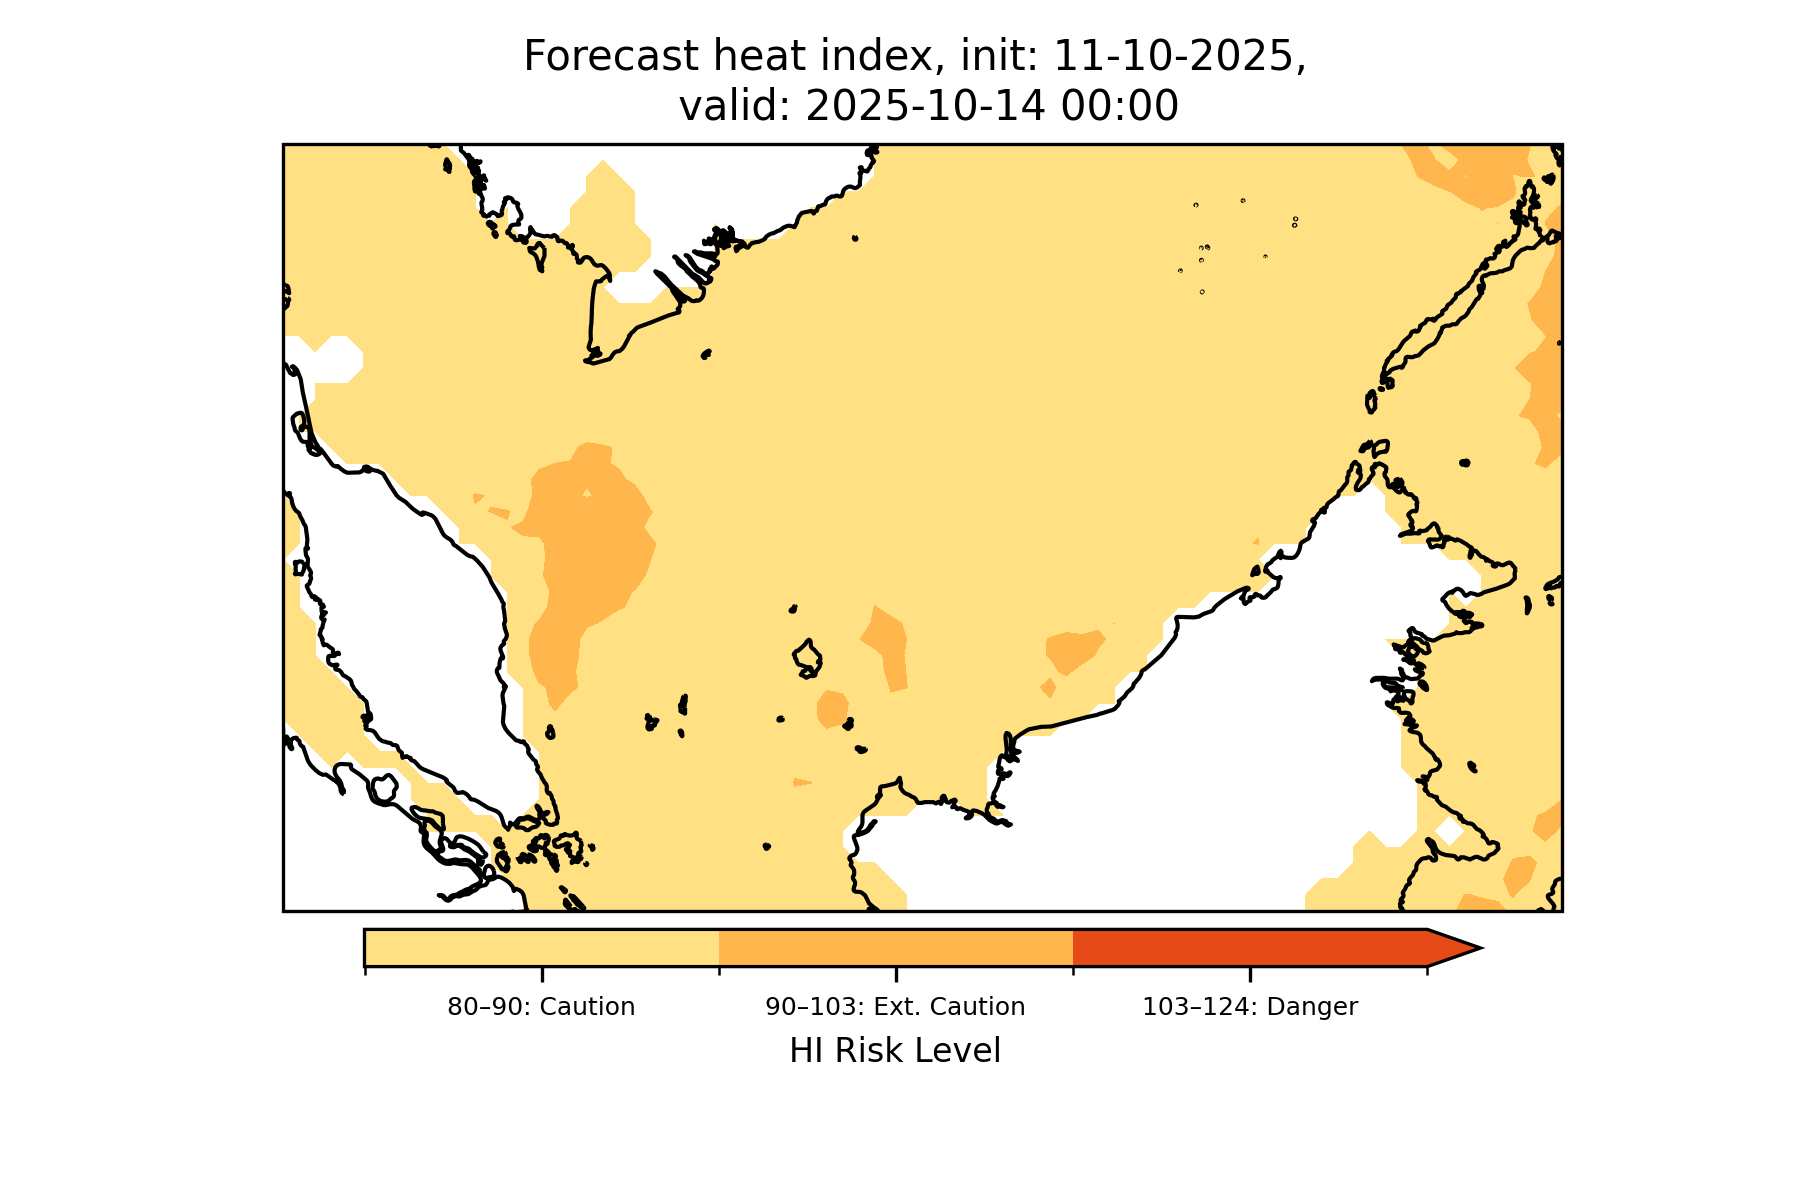 Forecast heat index, init: 11-10-2025,
valid: 2025-10-14 00:00
80–90: Caution
90–103: Ext. Caution
103–124: Danger
HI Risk Level